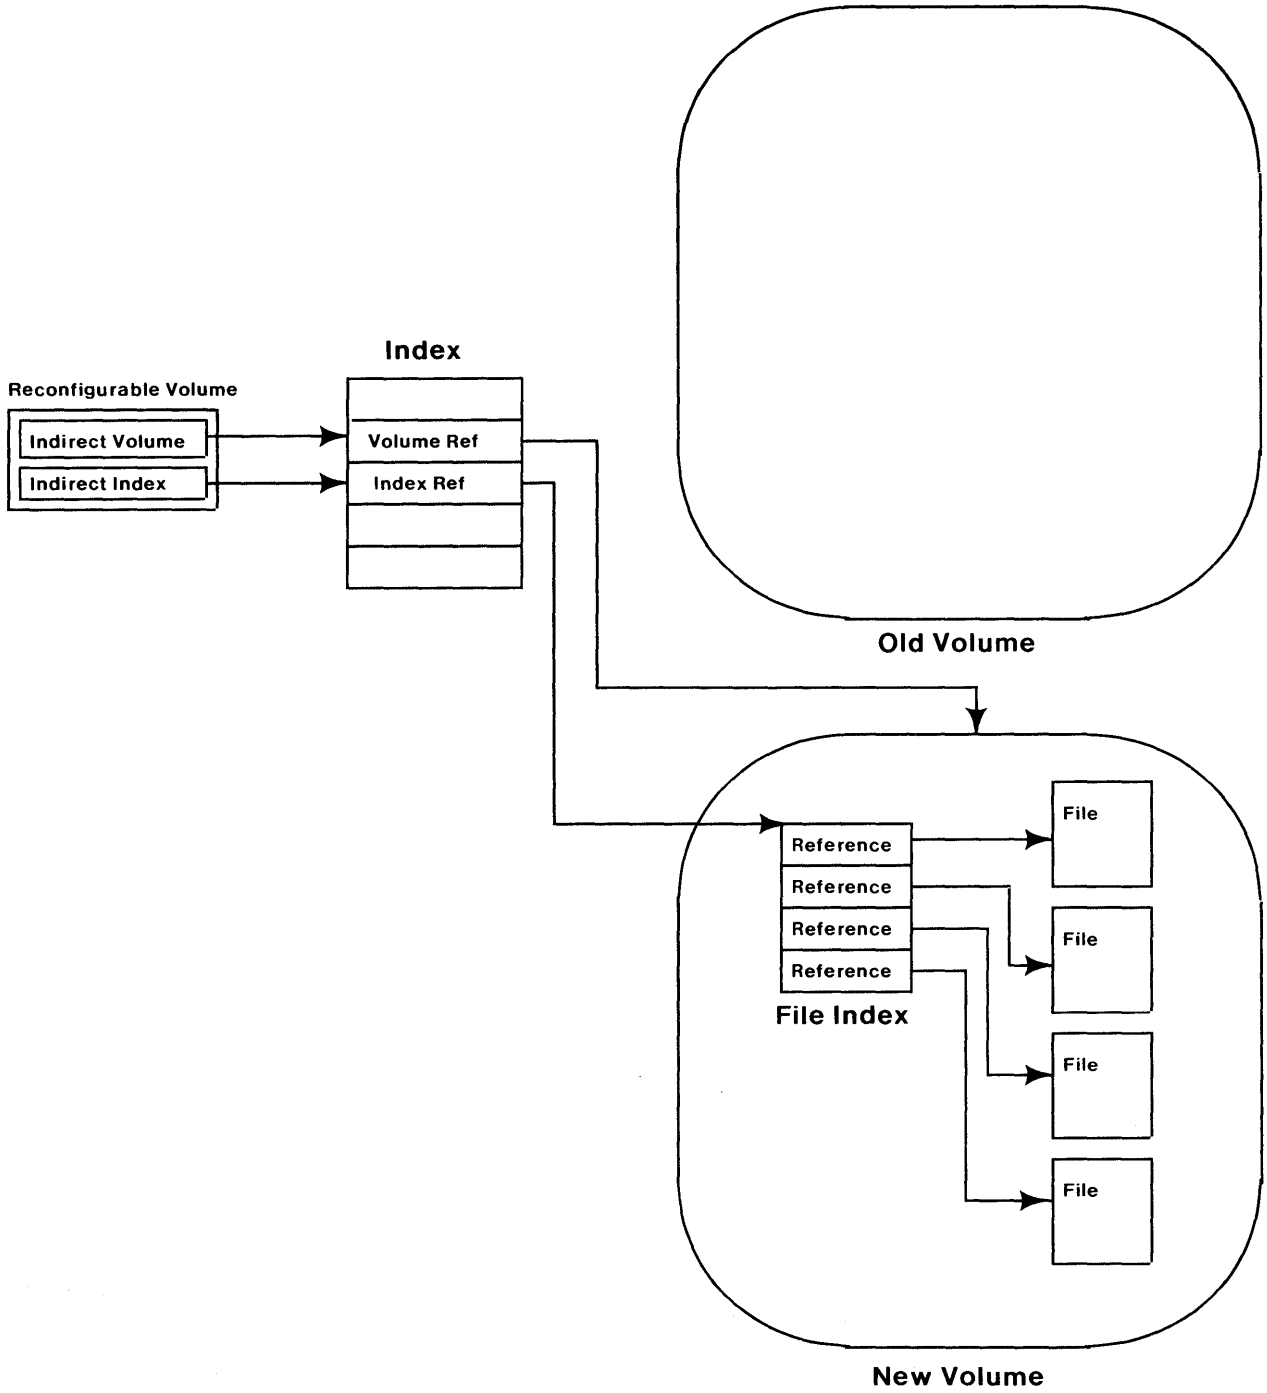 Index
Reconfigurable Volume
Indirect Volume
Indirect Index
Volume Ref
Index Ref
Old Volume
Reference
Reference
Reference
Reference
File Index
File
File
File
File
New Volume